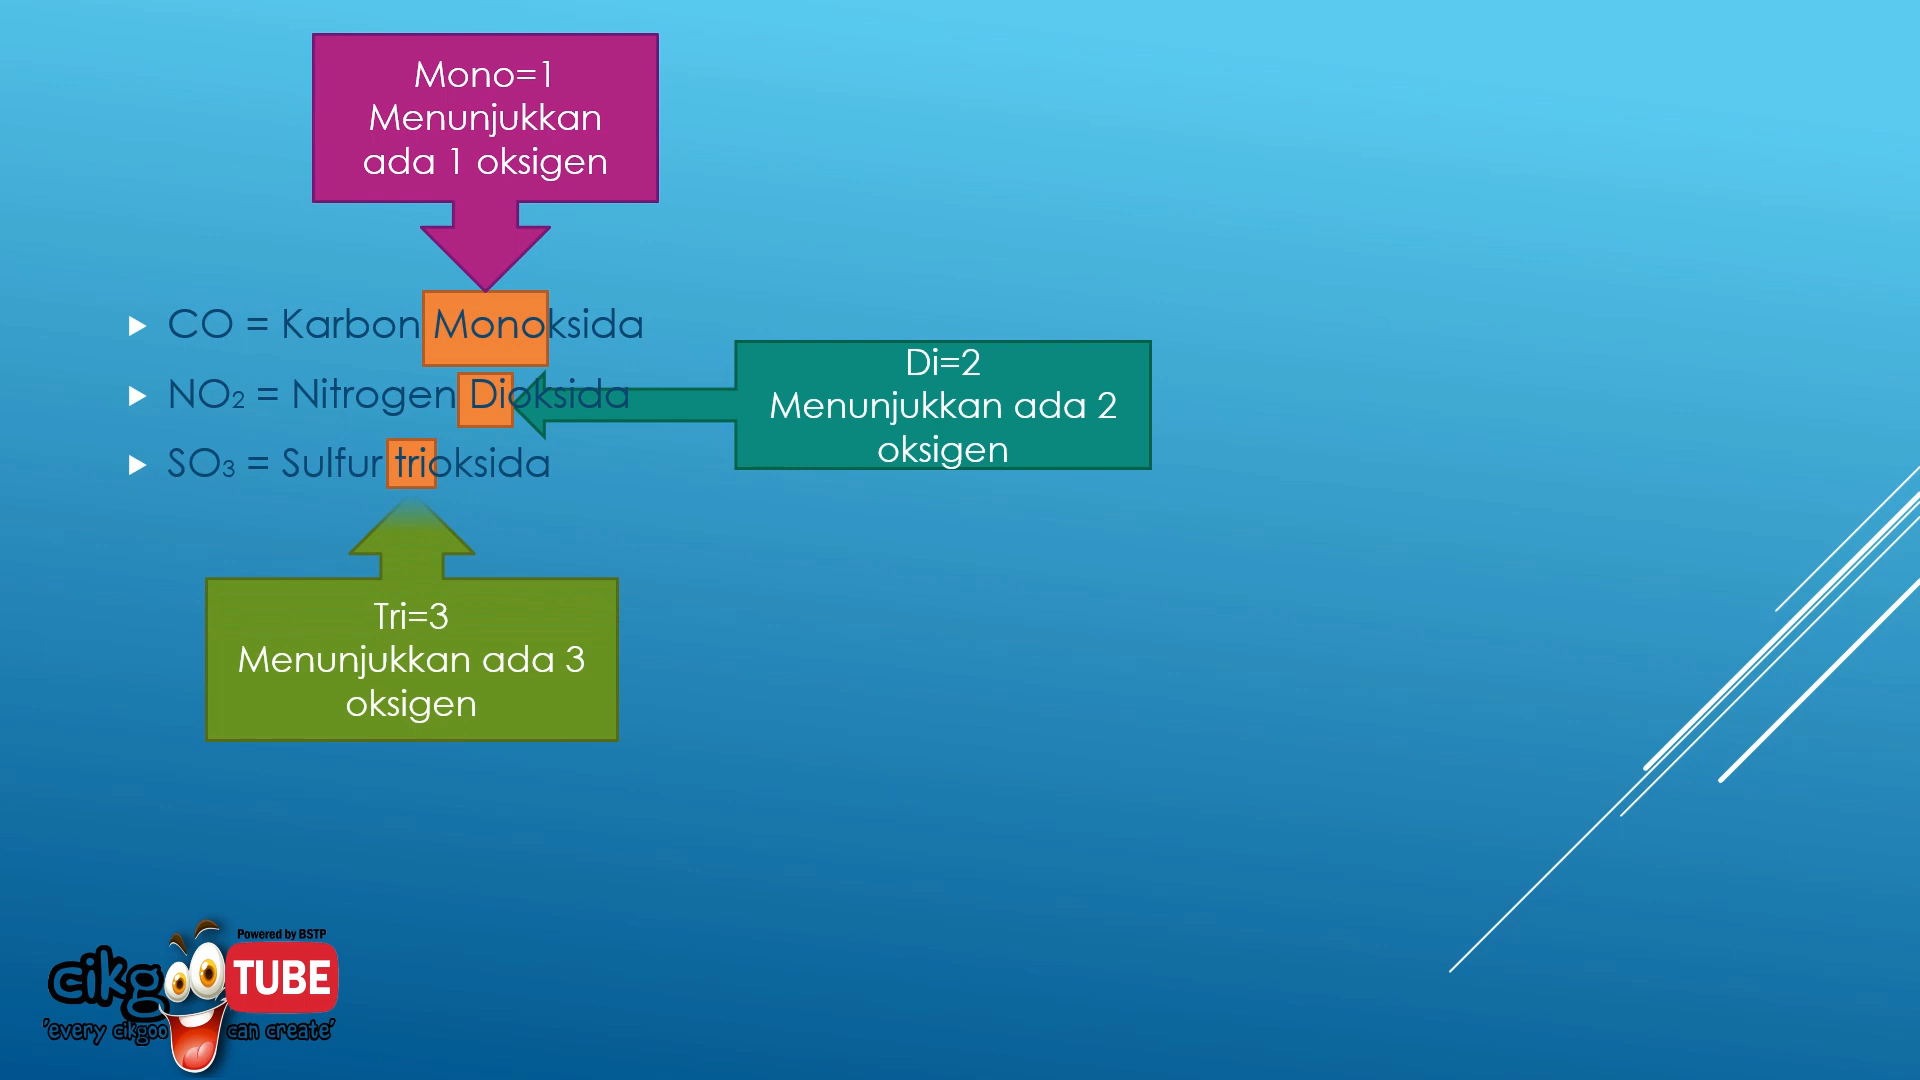 Mono=1
Menunjukkan
ada 1 oksigen
CO = Karbon Monoksida
NO₂ = Nitrogen Dioksida
SO₃ = Sulfur trioksida
Di=2
Menunjukkan ada 2
oksigen
Tri=3
Menunjukkan ada 3
oksigen
Powered by BSTP
cikgoo TUBE
'every cikgoo can create'